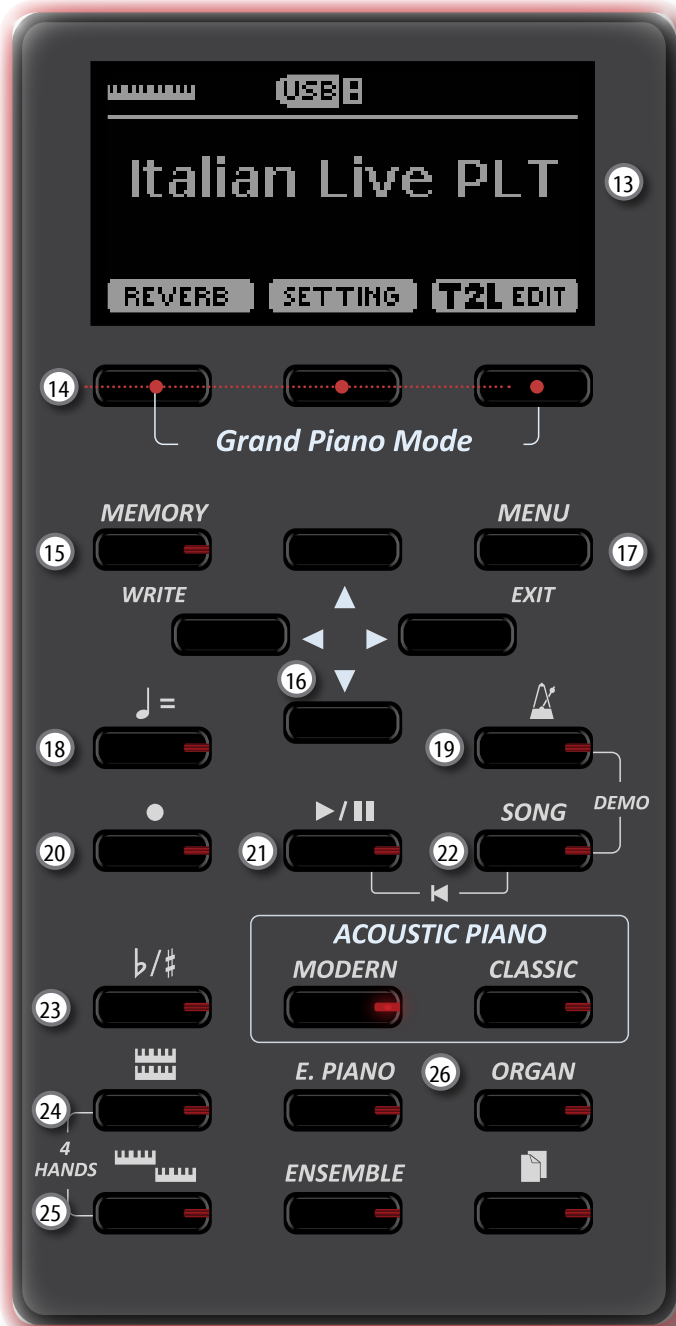 USB
Italian Live PLT
13
REVERB SETTING T2L EDIT
14
Grand Piano Mode
MEMORY MENU
15 17
WRITE EXIT
16
♩ =
18 19
DEMO
● ▶/❚❚ SONG
20 21 22
ACOUSTIC PIANO
♭/♯ MODERN CLASSIC
23
E. PIANO 26 ORGAN
24
4
HANDS
ENSEMBLE
25